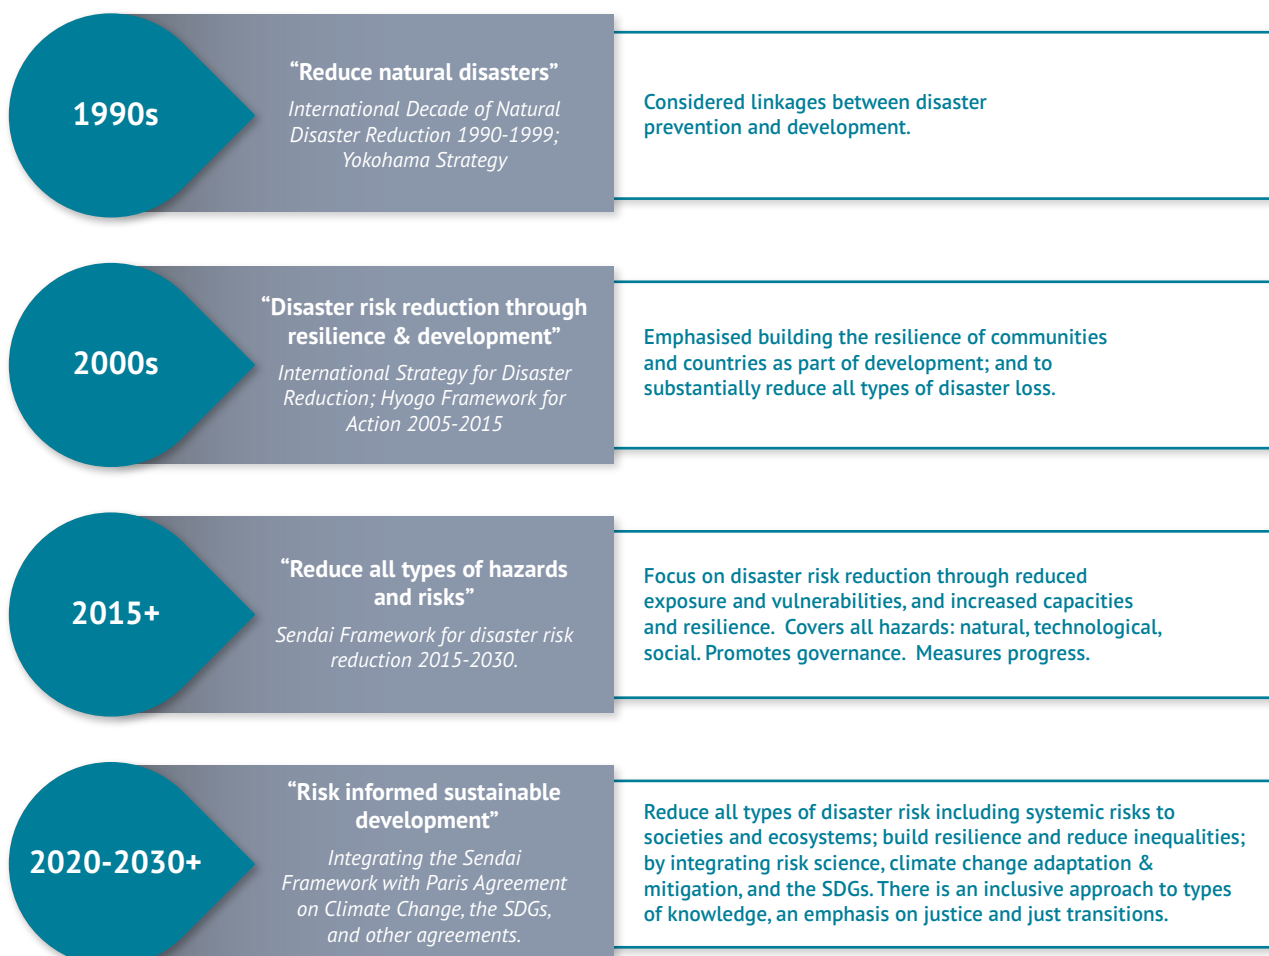 1990s
“Reduce natural disasters”
International Decade of Natural
Disaster Reduction 1990-1999;
Yokohama Strategy
Considered linkages between disaster
prevention and development.
2000s
“Disaster risk reduction through
resilience & development”
International Strategy for Disaster
Reduction; Hyogo Framework for
Action 2005-2015
Emphasised building the resilience of communities
and countries as part of development; and to
substantially reduce all types of disaster loss.
2015+
“Reduce all types of hazards
and risks”
Sendai Framework for disaster risk
reduction 2015-2030.
Focus on disaster risk reduction through reduced
exposure and vulnerabilities, and increased capacities
and resilience.  Covers all hazards: natural, technological,
social. Promotes governance.  Measures progress.
2020-2030+
“Risk informed sustainable
development”
Integrating the Sendai
Framework with Paris Agreement
on Climate Change, the SDGs,
and other agreements.
Reduce all types of disaster risk including systemic risks to
societies and ecosystems; build resilience and reduce inequalities;
by integrating risk science, climate change adaptation &
mitigation, and the SDGs. There is an inclusive approach to types
of knowledge, an emphasis on justice and just transitions.